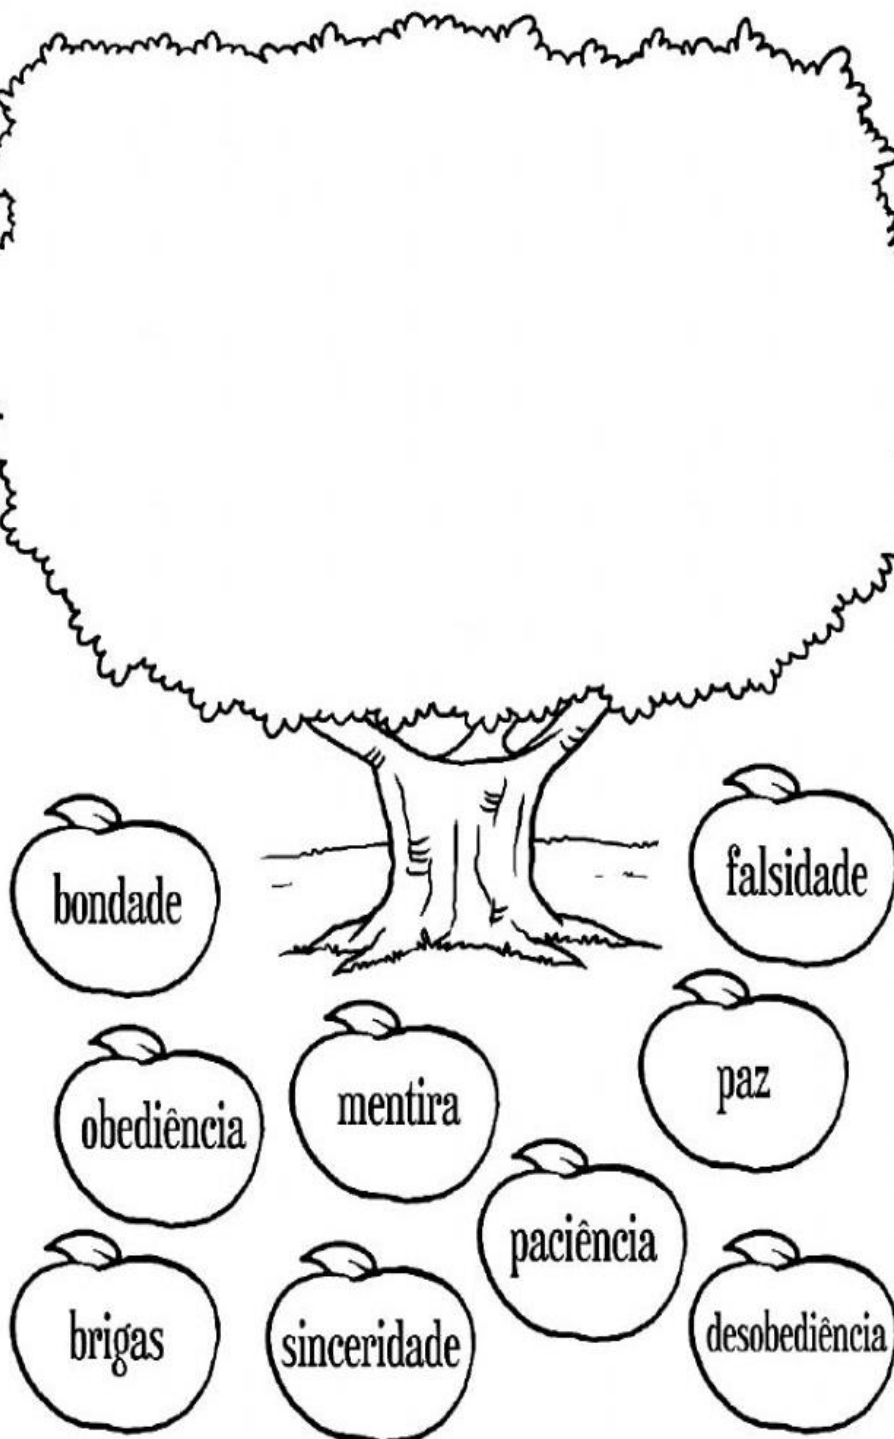 bondade
falsidade
obediência
mentira
paz
paciência
brigas
sinceridade
desobediência